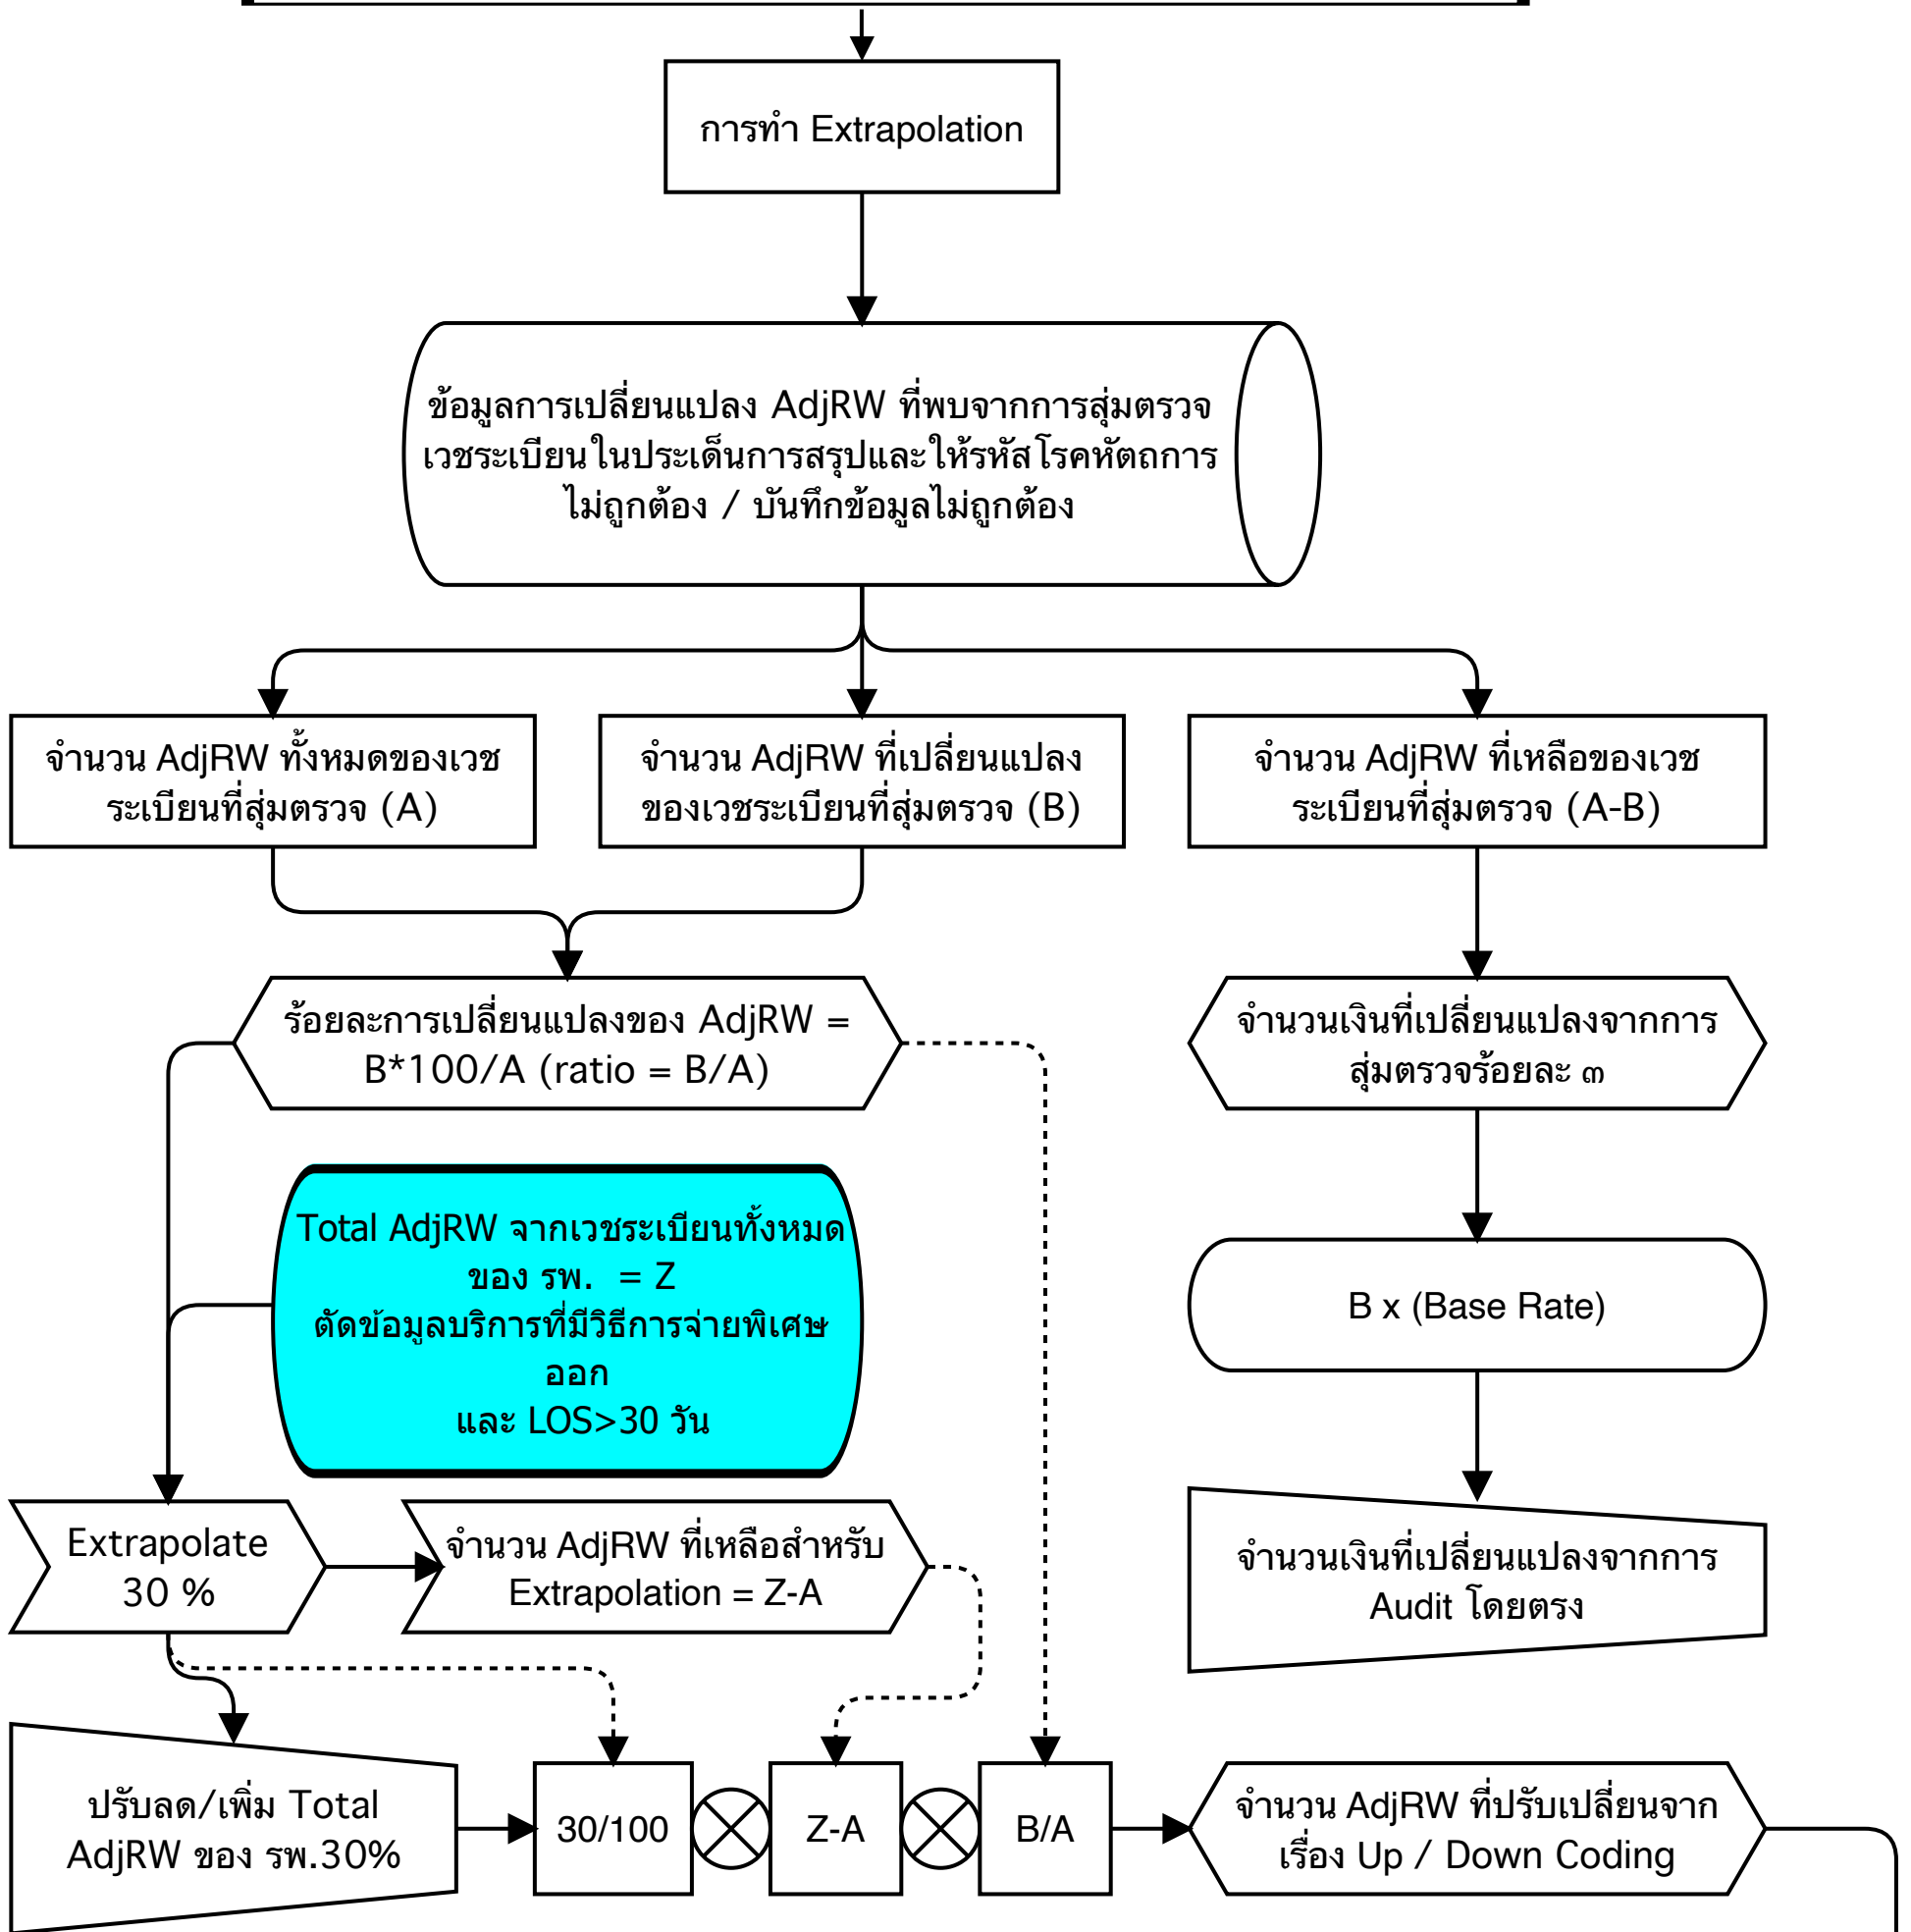 การทำ Extrapolation
ข้อมูลการเปลี่ยนแปลง AdjRW ที่พบจากการสุ่มตรวจ
เวชระเบียนในประเด็นการสรุปและให้รหัสโรคหัตถการ
ไม่ถูกต้อง / บันทึกข้อมูลไม่ถูกต้อง
จำนวน AdjRW ทั้งหมดของเวช
ระเบียนที่สุ่มตรวจ (A)
จำนวน AdjRW ที่เปลี่ยนแปลง
ของเวชระเบียนที่สุ่มตรวจ (B)
จำนวน AdjRW ที่เหลือของเวช
ระเบียนที่สุ่มตรวจ (A-B)
ร้อยละการเปลี่ยนแปลงของ AdjRW =
B*100/A (ratio = B/A)
จำนวนเงินที่เปลี่ยนแปลงจากการ
สุ่มตรวจร้อยละ ๓
Total AdjRW จากเวชระเบียนทั้งหมด
ของ รพ. = Z
ตัดข้อมูลบริการที่มีวิธีการจ่ายพิเศษ
ออก
และ LOS>30 วัน
B x (Base Rate)
Extrapolate
30 %
จำนวน AdjRW ที่เหลือสำหรับ
Extrapolation = Z-A
จำนวนเงินที่เปลี่ยนแปลงจากการ
Audit โดยตรง
ปรับลด/เพิ่ม Total
AdjRW ของ รพ.30%
30/100
Z-A
B/A
จำนวน AdjRW ที่ปรับเปลี่ยนจาก
เรื่อง Up / Down Coding